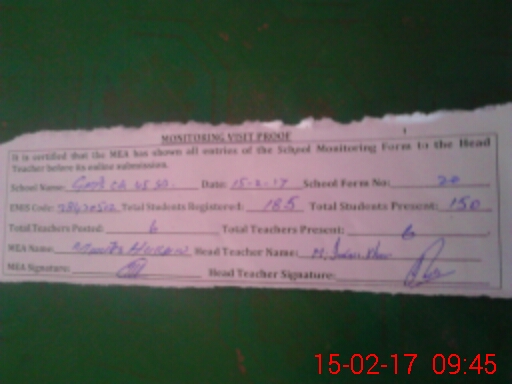 MONITORING VISIT PROOF
It is certified that the MEA has shown all entries of the School Monitoring Form to the Head
Teacher before its online submission.
School Name: Date: 15-2-17 School Form No: 20
EMIS Code: Total Students Registered: 185 Total Students Present: 150
Total Teachers Posted: 6 Total Teachers Present: 6
MEA Name: Head Teacher Name: M.
MEA Signature: Head Teacher Signature:
15-02-17 09:45